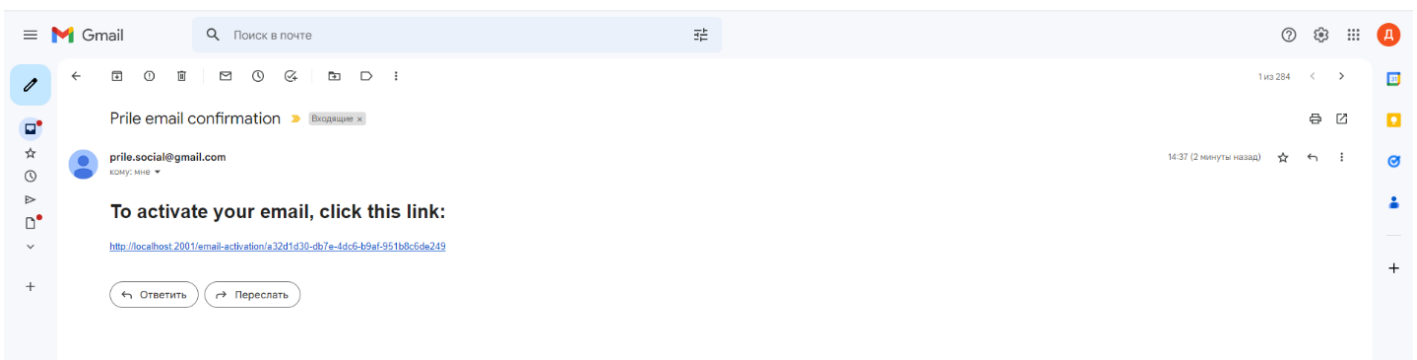 Gmail
Поиск в почте
Д
1 из 284
31
Prile email confirmation
Входящие ×
prile.social@gmail.com
14:37 (2 минуты назад)
кому: мне
To activate your email, click this link:
http://localhost:2001/email-activation/a32d1d30-db7e-4dc6-b9af-951b8c6de249
Ответить
Переслать